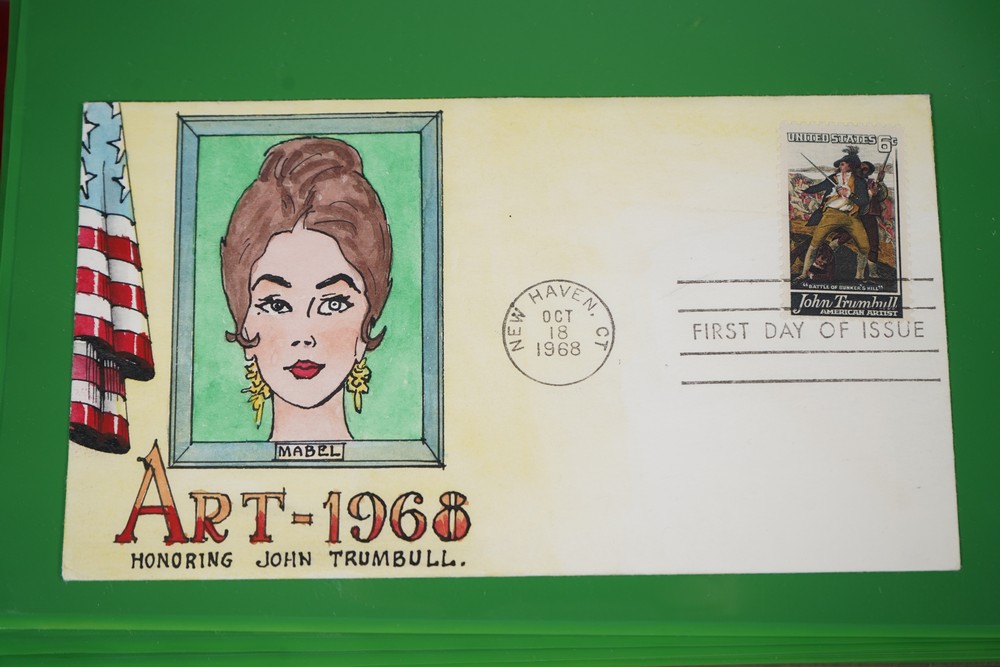 MABEL
ART-1968
HONORING JOHN TRUMBULL.
NEW HAVEN, CT
OCT
18
1968
UNITED STATES 6c
"BATTLE OF BUNKER'S HILL"
John Trumbull
AMERICAN ARTIST
FIRST DAY OF ISSUE